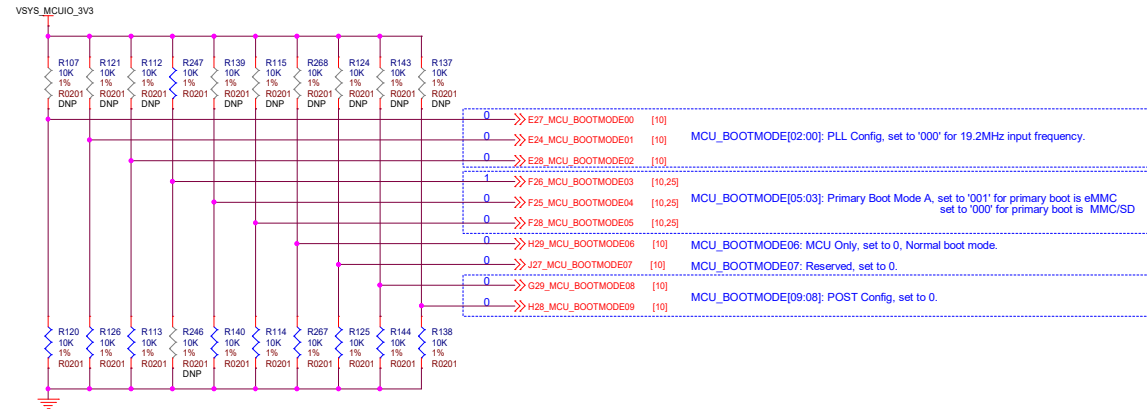 VSYS_MCUIO_3V3
R107 R121 R112 R247 R139 R115 R268 R124 R143 R137
10K 10K 10K 10K 10K 10K 10K 10K 10K 10K
1% 1% 1% 1% 1% 1% 1% 1% 1% 1%
R0201 R0201 R0201 R0201 R0201 R0201 R0201 R0201 R0201 R0201
DNP DNP DNP DNP DNP DNP DNP DNP DNP
0 E27_MCU_BOOTMODE00 [10]
0 E24_MCU_BOOTMODE01 [10]
MCU_BOOTMODE[02:00]: PLL Config, set to '000' for 19.2MHz input frequency.
0 E28_MCU_BOOTMODE02 [10]
1 F26_MCU_BOOTMODE03 [10,25]
0 F25_MCU_BOOTMODE04 [10,25]
MCU_BOOTMODE[05:03]: Primary Boot Mode A, set to '001' for primary boot is eMMC
set to '000' for primary boot is MMC/SD
0 F28_MCU_BOOTMODE05 [10,25]
0 H29_MCU_BOOTMODE06 [10] MCU_BOOTMODE06: MCU Only, set to 0, Normal boot mode.
0 J27_MCU_BOOTMODE07 [10] MCU_BOOTMODE07: Reserved, set to 0.
0 G29_MCU_BOOTMODE08 [10]
MCU_BOOTMODE[09:08]: POST Config, set to 0.
0 H28_MCU_BOOTMODE09 [10]
R120 R126 R113 R246 R140 R114 R267 R125 R144 R138
10K 10K 10K 10K 10K 10K 10K 10K 10K 10K
1% 1% 1% 1% 1% 1% 1% 1% 1% 1%
R0201 R0201 R0201 R0201 R0201 R0201 R0201 R0201 R0201 R0201
DNP